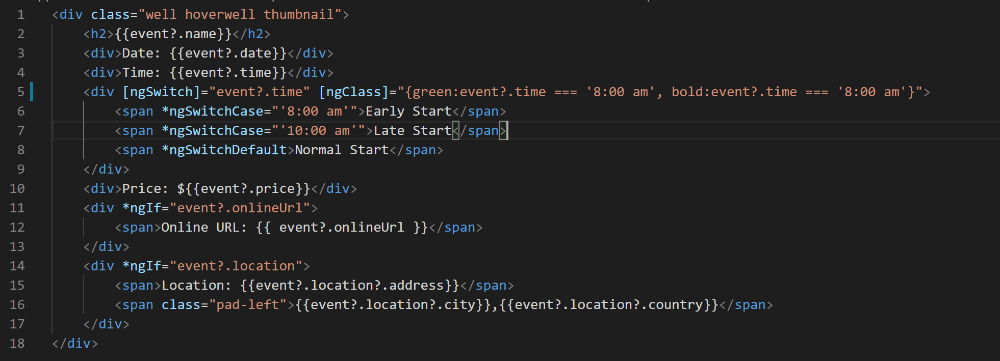 1 <div class="well hoverwell thumbnail">
2 <h2>{{event?.name}}</h2>
3 <div>Date: {{event?.date}}</div>
4 <div>Time: {{event?.time}}</div>
5 <div [ngSwitch]="event?.time" [ngClass]="{green:event?.time === '8:00 am', bold:event?.time === '8:00 am'}">
6 <span *ngSwitchCase="'8:00 am'">Early Start</span>
7 <span *ngSwitchCase="'10:00 am'">Late Start</span>
8 <span *ngSwitchDefault>Normal Start</span>
9 </div>
10 <div>Price: ${{event?.price}}</div>
11 <div *ngIf="event?.onlineUrl">
12 <span>Online URL: {{ event?.onlineUrl }}</span>
13 </div>
14 <div *ngIf="event?.location">
15 <span>Location: {{event?.location?.address}}</span>
16 <span class="pad-left">{{event?.location?.city}},{{event?.location?.country}}</span>
17 </div>
18 </div>